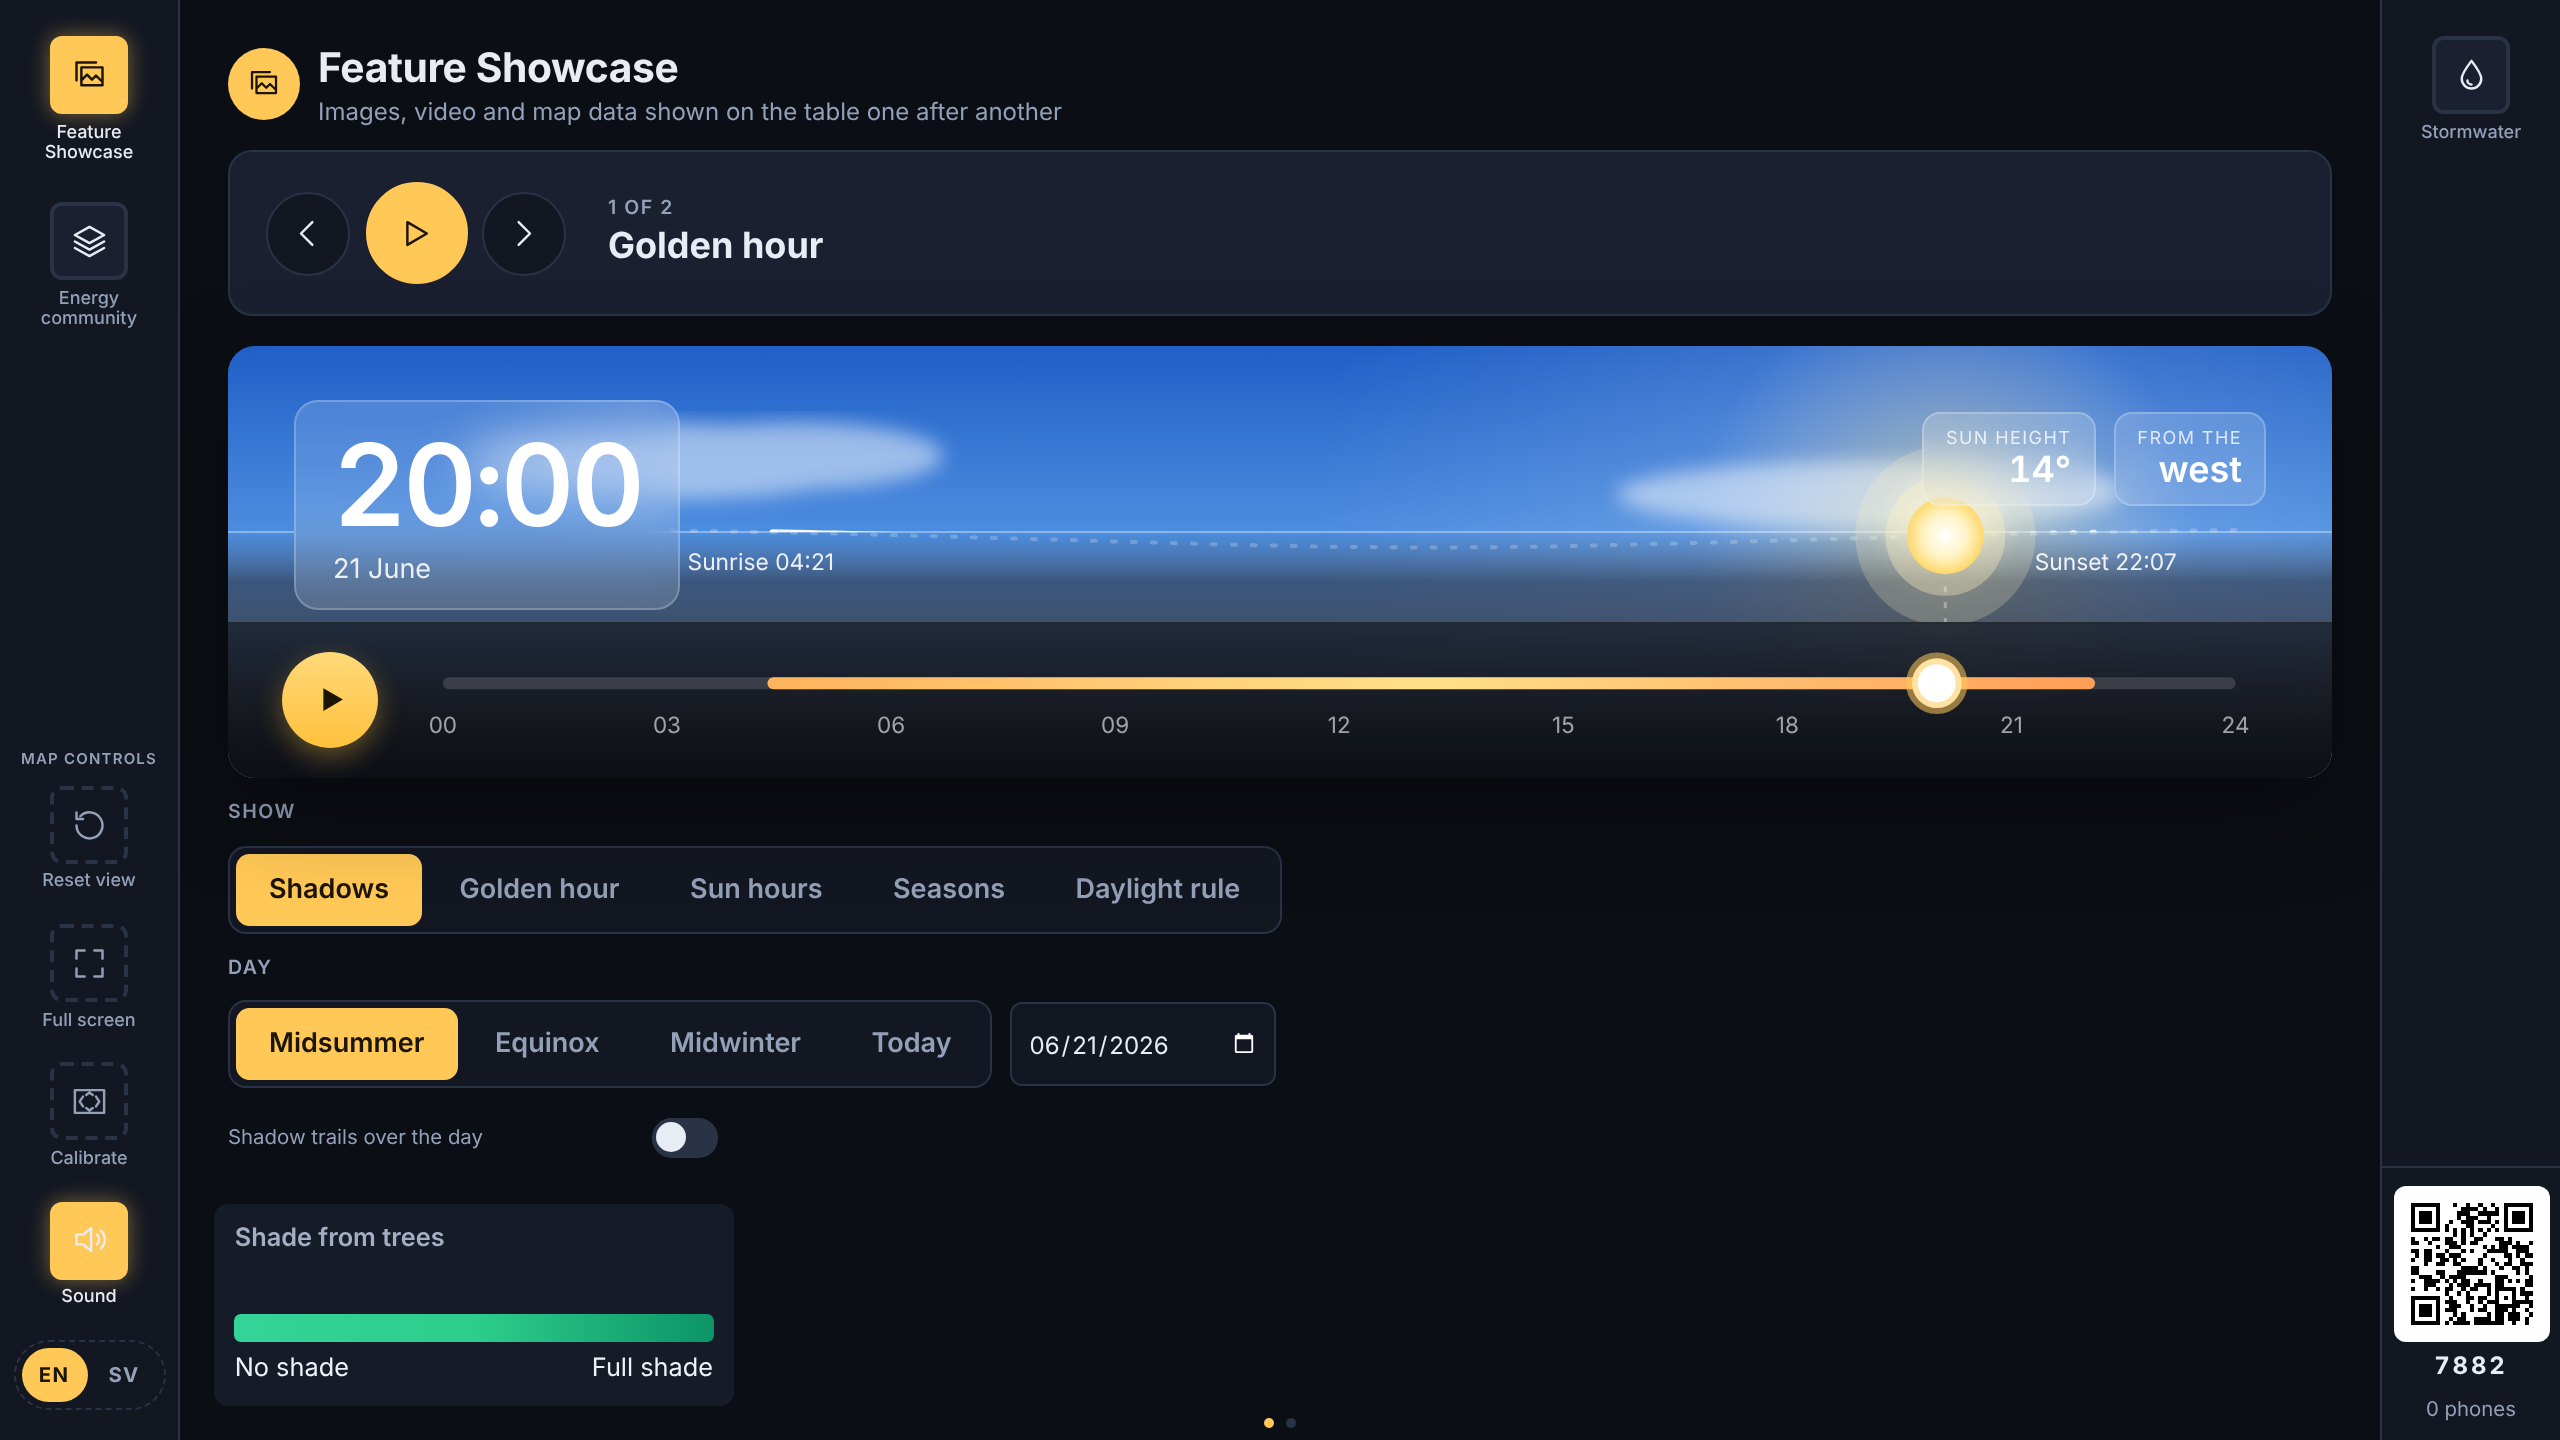 Feature
Showcase
Energy
community
MAP CONTROLS
Reset view
Full screen
Calibrate
Sound
EN SV
Feature Showcase
Images, video and map data shown on the table one after another
1 OF 2
Golden hour
20:00
21 June
Sunrise 04:21
SUN HEIGHT
14°
FROM THE
west
Sunset 22:07
00 03 06 09 12 15 18 21 24
SHOW
Shadows Golden hour Sun hours Seasons Daylight rule
DAY
Midsummer Equinox Midwinter Today 06/21/2026
Shadow trails over the day
Shade from trees
No shade Full shade
Stormwater
7882
0 phones